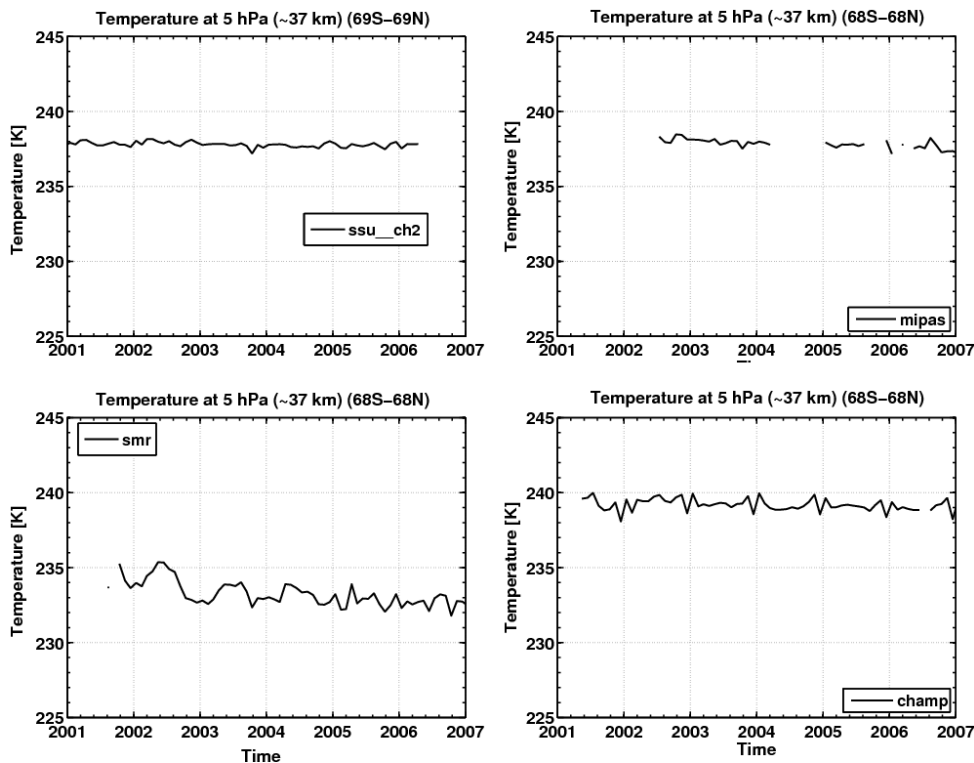 Temperature at 5 hPa (~37 km) (69S−69N)
245
240
235
230
225
Temperature [K]
ssu__ch2
2001 2002 2003 2004 2005 2006 2007
Temperature at 5 hPa (~37 km) (68S−68N)
245
240
235
230
225
Temperature [K]
mipas
2001 2002 2003 2004 2005 2006 2007
Temperature at 5 hPa (~37 km) (68S−68N)
245
240
235
230
225
Temperature [K]
smr
2001 2002 2003 2004 2005 2006 2007
Time
Temperature at 5 hPa (~37 km) (68S−68N)
245
240
235
230
225
Temperature [K]
champ
2001 2002 2003 2004 2005 2006 2007
Time